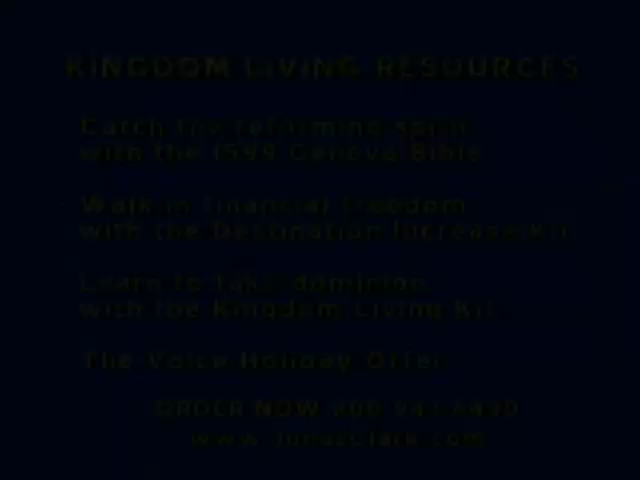 KINGDOM LIVING RESOURCES
Catch the reforming spirit
with the 1599 Geneva Bible
Walk in financial freedom
with the Destination Increase Kit
Learn to take dominion
with the Kingdom Living Kit
The Voice Holiday Offer
ORDER NOW 800